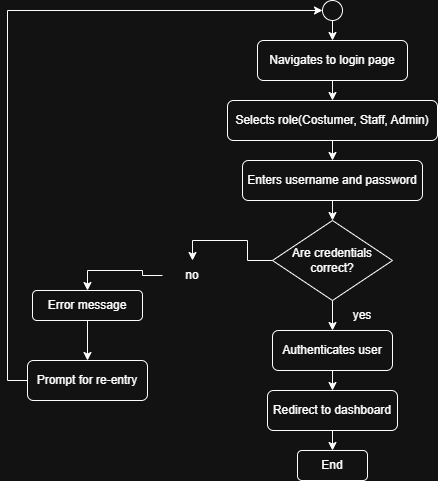 Navigates to login page
Selects role(Costumer, Staff, Admin)
Enters username and password
Are credentials
correct?
no
yes
Error message
Authenticates user
Prompt for re-entry
Redirect to dashboard
End